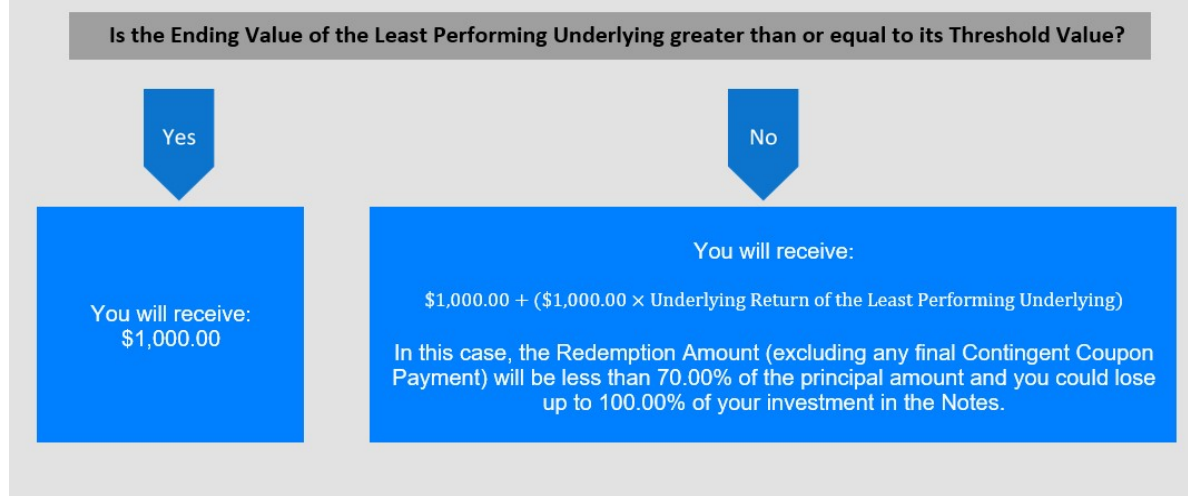 Is the Ending Value of the Least Performing Underlying greater than or equal to its Threshold Value?
Yes
No
You will receive:
$1,000.00
You will receive:
$1,000.00 + ($1,000.00 × Underlying Return of the Least Performing Underlying)
In this case, the Redemption Amount (excluding any final Contingent Coupon
Payment) will be less than 70.00% of the principal amount and you could lose
up to 100.00% of your investment in the Notes.